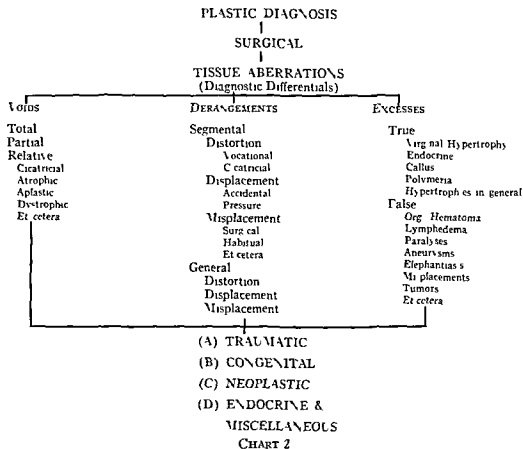 PLASTIC DIAGNOSIS
SURGICAL
TISSUE ABERRATIONS
(Diagnostic Differentials)
VOIDS
Total
Partial
Relative
Cicatricial
Atrophic
Aplastic
Dystrophic
Et cetera
DERANGEMENTS
Segmental
Distortion
Vocational
Cicatricial
Displacement
Accidental
Pressure
Misplacement
Surgical
Habitual
Et cetera
General
Distortion
Displacement
Misplacement
EXCESSES
True
Virginal Hypertrophy
Endocrine
Callus
Polymeria
Hypertrophies in general
False
Org Hematoma
Lymphedema
Paralyses
Aneurysms
Elephantiasis
Misplacements
Tumors
Et cetera
(A) TRAUMATIC
(B) CONGENITAL
(C) NEOPLASTIC
(D) ENDOCRINE &
MISCELLANEOUS
CHART 2